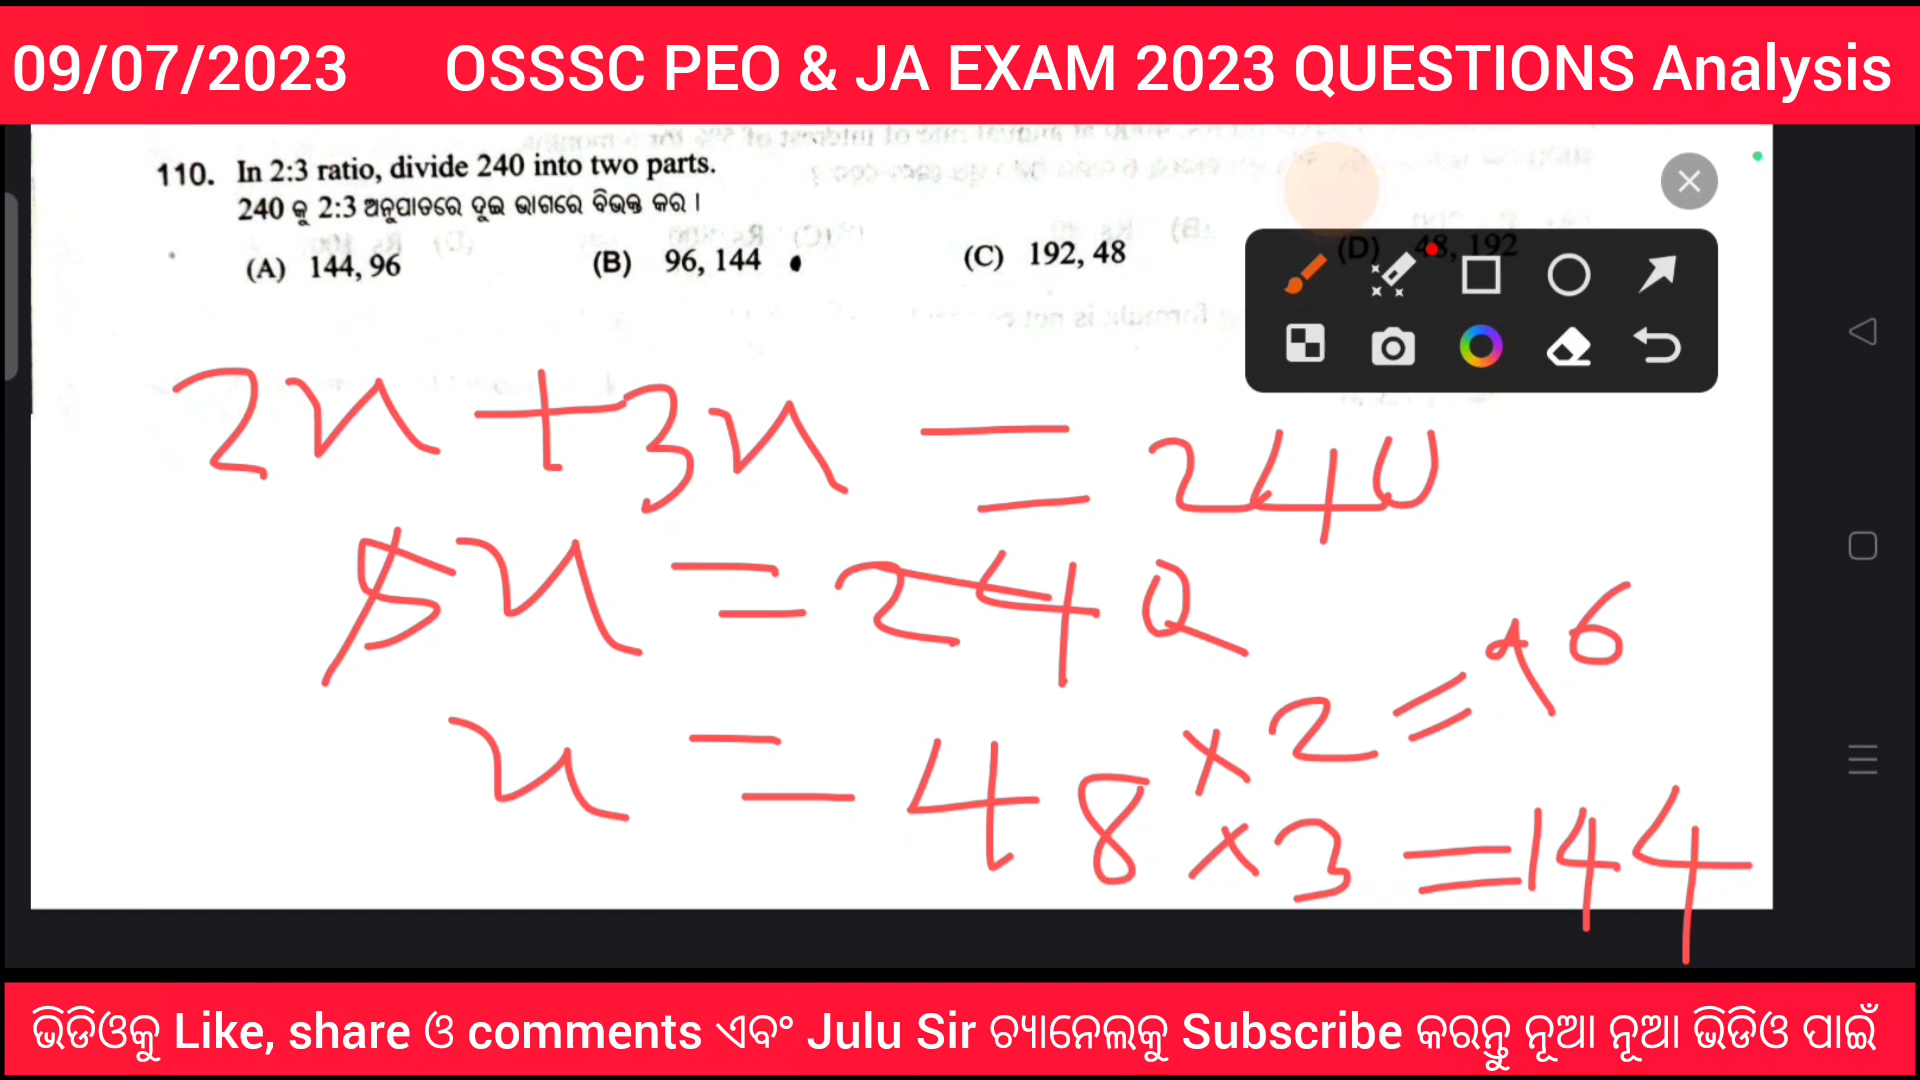 09/07/2023 OSSSC PEO & JA EXAM 2023 QUESTIONS Analysis
110. In 2:3 ratio, divide 240 into two parts.
240 କୁ 2:3 ଅନୁପାତରେ ଦୁଇ ଭାଗରେ ବିଭକ୍ତ କର ।
(A) 144, 96 (B) 96, 144 (C) 192, 48 (D) 48, 192
2x + 3x = 240
5x = 240
x = 48 × 2 = 96
× 3 = 144
ଭିଡିଓକୁ Like, share ଓ comments ଏବଂ Julu Sir ଚ୍ୟାନେଲକୁ Subscribe କରନ୍ତୁ ନୂଆ ନୂଆ ଭିଡିଓ ପାଇଁ